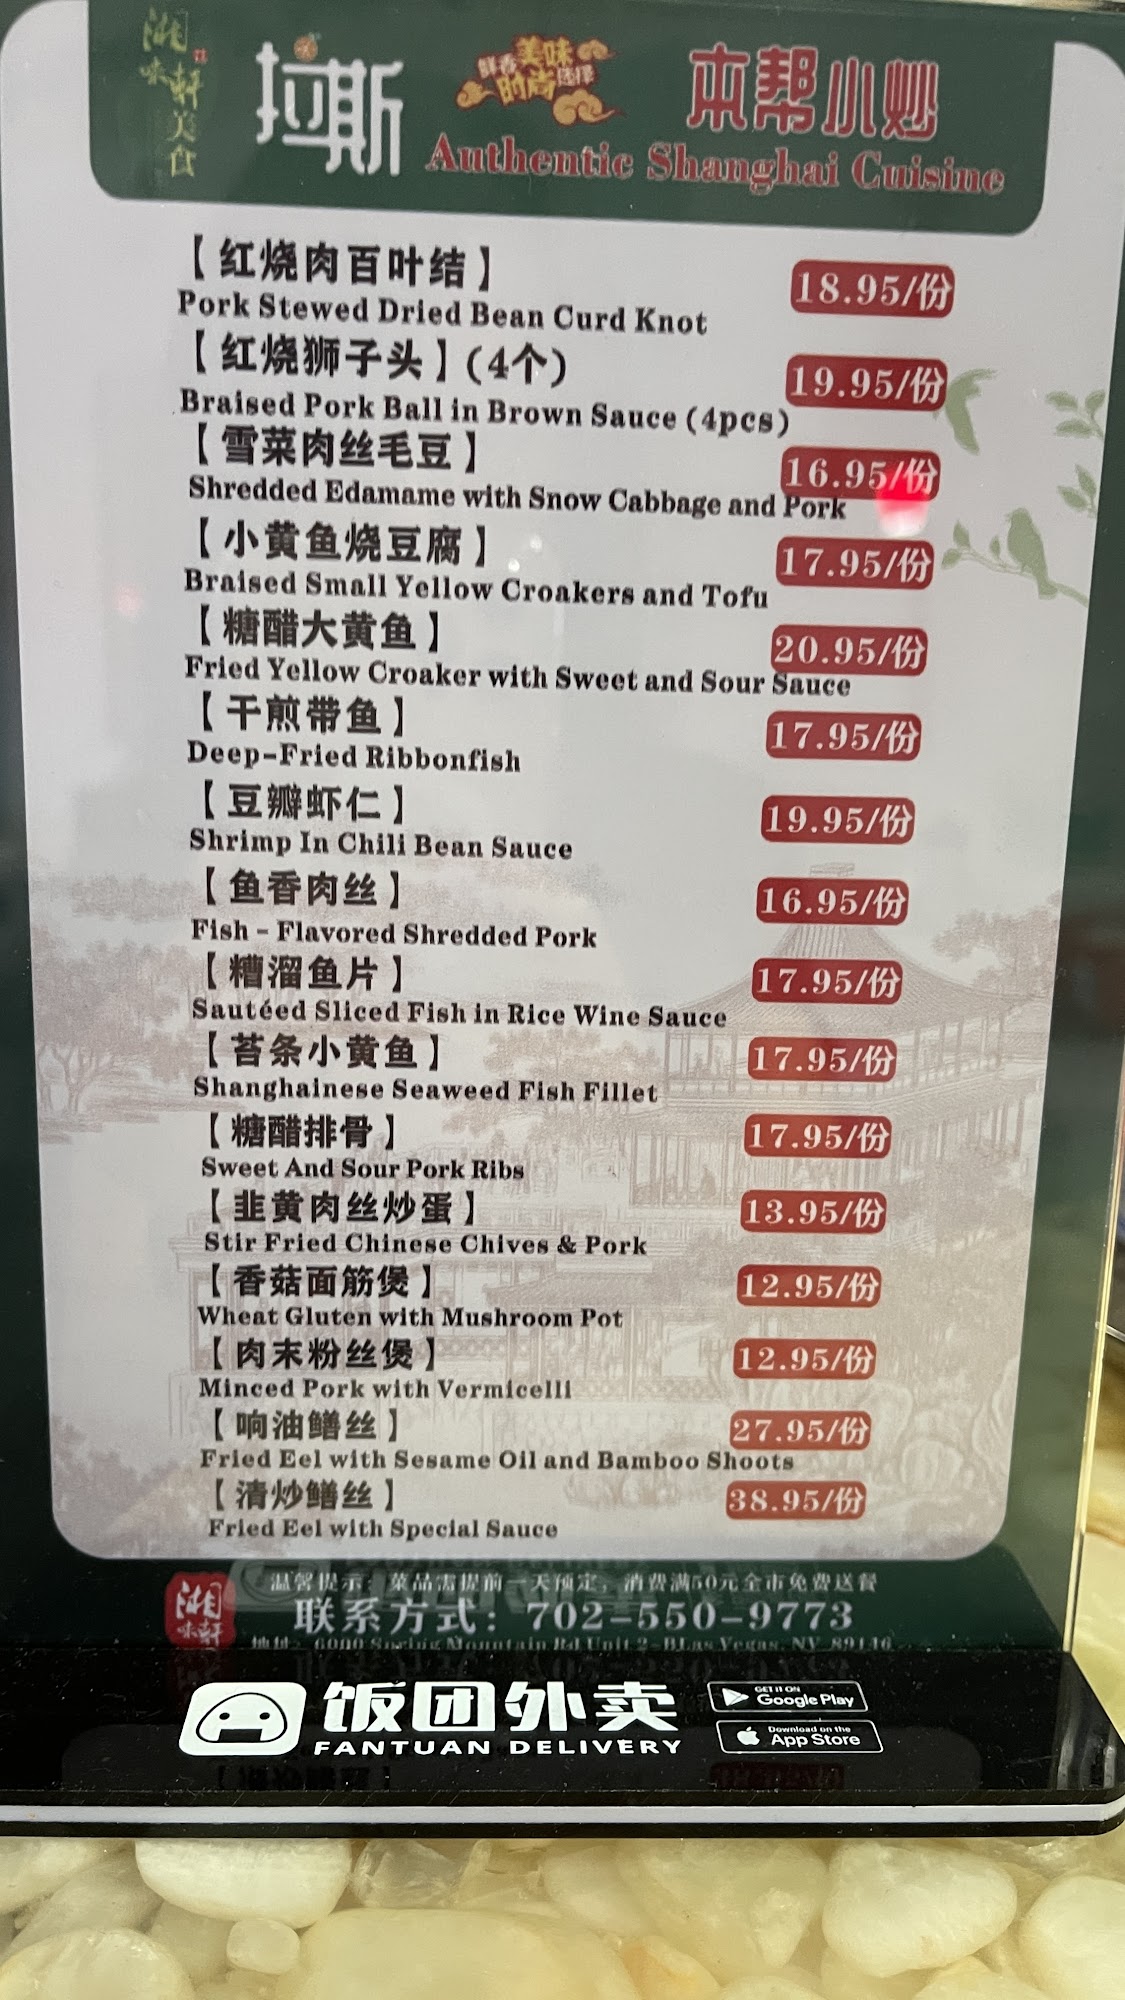 湘味轩美食
拉斯
鲜香美味
时尚选择
本帮小炒
Authentic Shanghai Cuisine
【红烧肉百叶结】 18.95/份
Pork Stewed Dried Bean Curd Knot
【红烧狮子头】(4个) 19.95/份
Braised Pork Ball in Brown Sauce (4pcs)
【雪菜肉丝毛豆】 16.95/份
Shredded Edamame with Snow Cabbage and Pork
【小黄鱼烧豆腐】 17.95/份
Braised Small Yellow Croakers and Tofu
【糖醋大黄鱼】 20.95/份
Fried Yellow Croaker with Sweet and Sour Sauce
【干煎带鱼】 17.95/份
Deep-Fried Ribbonfish
【豆瓣虾仁】 19.95/份
Shrimp In Chili Bean Sauce
【鱼香肉丝】 16.95/份
Fish - Flavored Shredded Pork
【糟溜鱼片】 17.95/份
Sautéed Sliced Fish in Rice Wine Sauce
【苔条小黄鱼】 17.95/份
Shanghainese Seaweed Fish Fillet
【糖醋排骨】 17.95/份
Sweet And Sour Pork Ribs
【韭黄肉丝炒蛋】 13.95/份
Stir Fried Chinese Chives & Pork
【香菇面筋煲】 12.95/份
Wheat Gluten with Mushroom Pot
【肉末粉丝煲】 12.95/份
Minced Pork with Vermicelli
【响油鳝丝】 27.95/份
Fried Eel with Sesame Oil and Bamboo Shoots
【清炒鳝丝】 38.95/份
Fried Eel with Special Sauce
湘味轩
温馨提示：菜品需提前一天预定，消费满50元全市免费送餐
联系方式：702-550-9773
地址：6000 Spring Mountain Rd Unit 2-B Las Vegas, NV 89146
饭团外卖
FANTUAN DELIVERY
GET IT ON
Google Play
Download on the
App Store